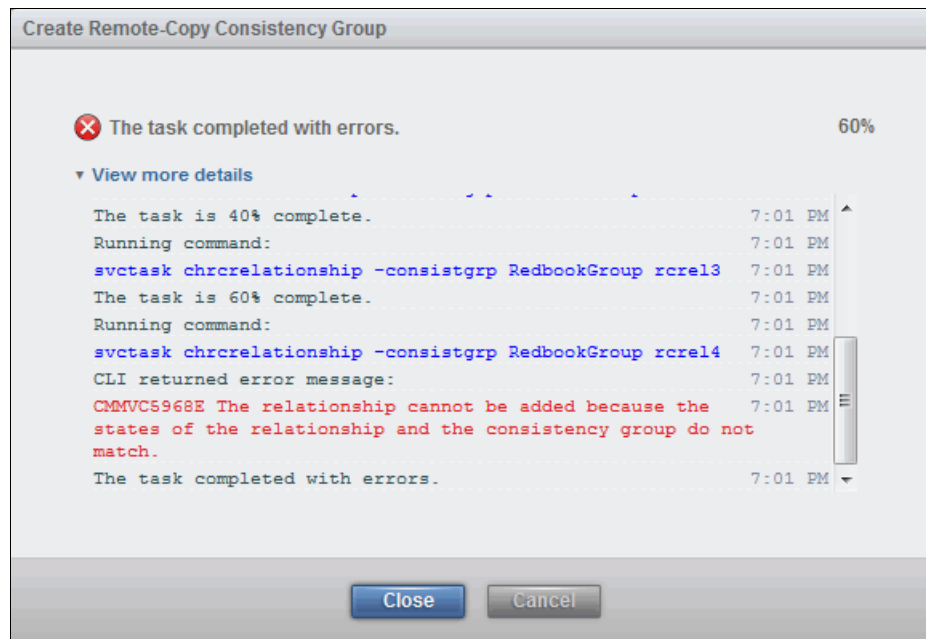 Create Remote-Copy Consistency Group
The task completed with errors. 60%
View more details
The task is 40% complete. 7:01 PM
Running command: 7:01 PM
svctask chrcrelationship -consistgrp RedbookGroup rcrel3 7:01 PM
The task is 60% complete. 7:01 PM
Running command: 7:01 PM
svctask chrcrelationship -consistgrp RedbookGroup rcrel4 7:01 PM
CLI returned error message: 7:01 PM
CMMVC5968E The relationship cannot be added because the 7:01 PM
states of the relationship and the consistency group do not
match.
The task completed with errors. 7:01 PM
Close Cancel